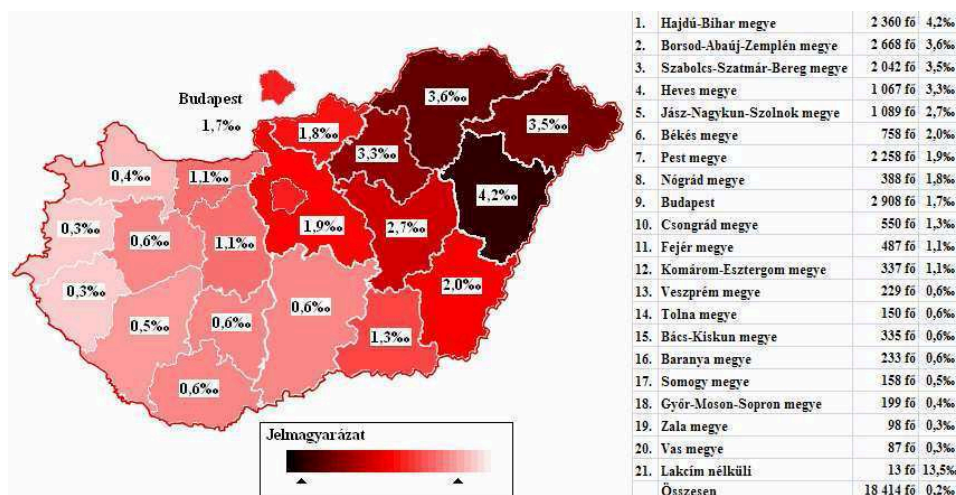 Budapest
1,7‰
3,6‰
3,5‰
1,8‰
3,3‰
4,2‰
0,4‰
1,1‰
0,3‰
0,6‰
1,1‰
1,9‰
2,7‰
0,3‰
0,5‰
0,6‰
0,6‰
2,0‰
1,3‰
0,6‰
Jelmagyarázat
1. Hajdú-Bihar megye 2 360 fő 4,2‰
2. Borsod-Abaúj-Zemplén megye 2 668 fő 3,6‰
3. Szabolcs-Szatmár-Bereg megye 2 042 fő 3,5‰
4. Heves megye 1 067 fő 3,3‰
5. Jász-Nagykun-Szolnok megye 1 089 fő 2,7‰
6. Békés megye 758 fő 2,0‰
7. Pest megye 2 258 fő 1,9‰
8. Nógrád megye 388 fő 1,8‰
9. Budapest 2 908 fő 1,7‰
10. Csongrád megye 550 fő 1,3‰
11. Fejér megye 487 fő 1,1‰
12. Komárom-Esztergom megye 337 fő 1,1‰
13. Veszprém megye 229 fő 0,6‰
14. Tolna megye 150 fő 0,6‰
15. Bács-Kiskun megye 335 fő 0,6‰
16. Baranya megye 233 fő 0,6‰
17. Somogy megye 158 fő 0,5‰
18. Győr-Moson-Sopron megye 199 fő 0,4‰
19. Zala megye 98 fő 0,3‰
20. Vas megye 87 fő 0,3‰
21. Lakcím nélküli 13 fő 13,5‰
Összesen 18 414 fő 0,2‰